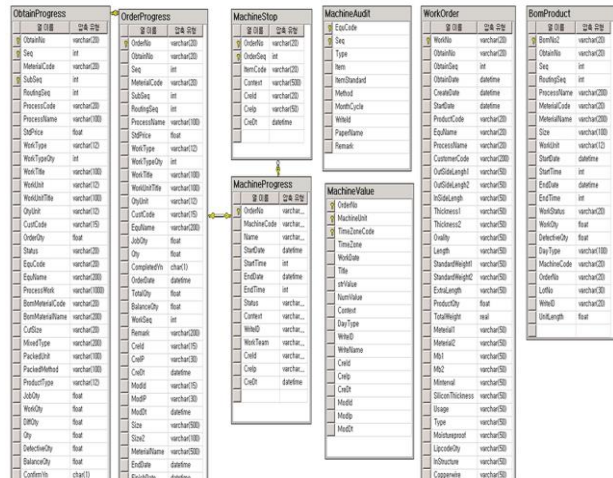 ObtainProgress
열 이름 압축 유형
ObtainNo varchar(20)
Seq int
MeterialCode varchar(20)
SubSeq int
RoutingSeq int
ProcessCode varchar(20)
ProcessName varchar(100)
StdPrice float
WorkType varchar(12)
WorkTypeQty int
WorkTitle varchar(100)
WorkUnit varchar(12)
WorkUnitTitle varchar(100)
QtyUnit varchar(12)
CustCode varchar(15)
OrderQty float
Status varchar(20)
EquCode varchar(20)
EquName varchar(200)
ProcessWork varchar(1000)
BomMaterialCode varchar(20)
BomMaterialName varchar(200)
CutSize varchar(20)
MixedType varchar(200)
PackedUnit varchar(100)
PackedMethod varchar(100)
ProductType varchar(12)
JobQty float
WorkQty float
DiffQty float
Qty float
DefectiveQty float
BalanceQty float
ConfirmYn char(1)
OrderProgress
열 이름 압축 유형
OrderNo varchar(20)
ObtainNo varchar(20)
Seq int
MeterialCode varchar(20)
SubSeq int
RoutingSeq int
ProcessName varchar(100)
StdPrice float
WorkType varchar(12)
WorkTypeQty int
WorkTitle varchar(100)
WorkUnitTitle varchar(100)
QtyUnit varchar(12)
CustCode varchar(15)
EquName varchar(200)
JobQty float
Qty float
CompletedYn char(1)
OrderDate datetime
TotalQty float
BalanceQty float
WorkSeq int
Remark varchar(200)
CreId varchar(15)
CreIP varchar(30)
CreDt datetime
ModId varchar(15)
ModIP varchar(30)
ModDt datetime
Size varchar(500)
Size2 varchar(100)
MeterialName varchar(500)
EndDate datetime
FinishDate datetime
MachineStop
열 이름 압축 유형
OrderNo varchar(20)
OrderSeq int
ItemCode varchar(20)
Context varchar(500)
CreId varchar(20)
CreIp varchar(50)
CreDt datetime
MachineProgress
열 이름 압축 유형
OrderNo varchar,...
MachineCode varchar,...
Name varchar,...
StartDate datetime
StartTime int
EndDate datetime
EndTime int
Status varchar,...
Context varchar,...
WriteID varchar,...
WorkTeam varchar,...
CreId varchar,...
CreIp varchar,...
CreDt datetime
MachineAudit
열 이름
EquCode
Seq
Type
Item
ItemStandard
Method
MonthCycle
WriteId
PaperName
Remark
MachineValue
열 이름
OrderNo
MachineUnit
TimeZoneCode
TimeZone
WorkDate
Title
strValue
NumValue
Context
DayType
WriteID
WriteName
CreId
CreIp
CreDt
ModId
ModIp
ModDt
WorkOrder
열 이름 압축 유형
WorkNo varchar(20)
ObtainNo varchar(20)
ObtainSeq int
ObtainDate datetime
CreateDate datetime
StartDate datetime
ProductCode varchar(20)
EquName varchar(20)
ProcessName varchar(20)
CustomerCode varchar(200)
OutSideLength1 varchar(50)
OutSideLength2 varchar(50)
InSideLengh varchar(50)
Thickness1 varchar(50)
Thickness2 varchar(50)
Ovality varchar(50)
Length varchar(50)
StandardWeight1 varchar(50)
StandardWeight2 varchar(50)
ExtraLength varchar(50)
ProductQty float
TotalWeight real
Meterial1 varchar(50)
Meterial2 varchar(50)
Mb1 varchar(50)
Mb2 varchar(50)
Minterval varchar(50)
SiliconThickness varchar(50)
Usage varchar(50)
Type varchar(50)
Moistureproof varchar(50)
LipcodeQty varchar(50)
InStructure varchar(50)
Copperwire varchar(50)
BomProduct
열 이름 압축 유형
BomNo2 varchar(20)
ObtainNo varchar(20)
Seq int
RoutingSeq int
ProcessName varchar(200)
MeterialCode varchar(20)
MeterialName varchar(200)
Size varchar(100)
WorkUnit varchar(12)
StartDate datetime
StartTime int
EndDate datetime
EndTime int
WorkStatus varchar(20)
WorkQty float
DefectiveQty float
DayType varchar(100)
MachineCode varchar(20)
OrderNo varchar(20)
LotNo varchar(30)
WriteID varchar(20)
UnitLength float